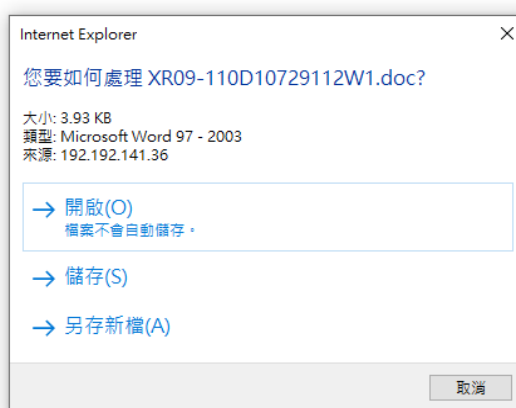 Internet Explorer
您要如何處理 XR09-110D10729112W1.doc?
大小: 3.93 KB
類型: Microsoft Word 97 - 2003
來源: 192.192.141.36
→ 開啟(O)
檔案不會自動儲存。
→ 儲存(S)
→ 另存新檔(A)
取消